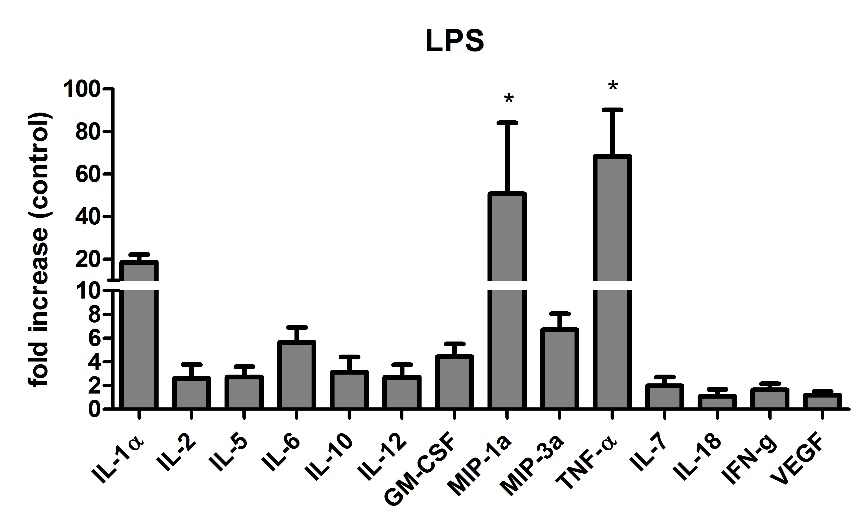 LPS
fold increase (control)
100
80
60
40
20
10
8
6
4
2
0
*
*
IL-1α
IL-2
IL-5
IL-6
IL-10
IL-12
GM-CSF
MIP-1a
MIP-3a
TNF-α
IL-7
IL-18
IFN-g
VEGF